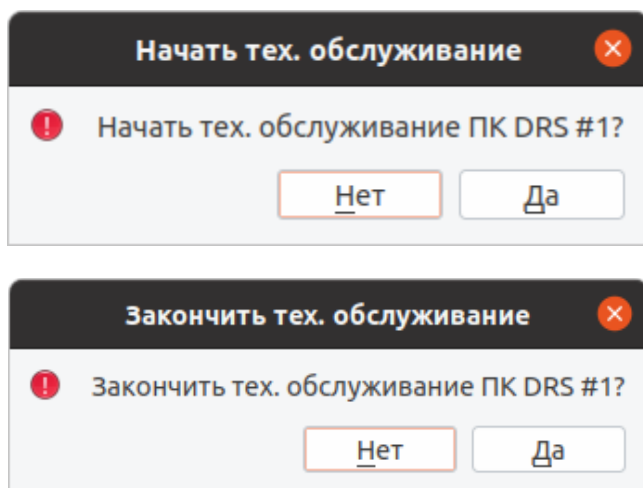 Начать тех. обслуживание
Начать тех. обслуживание ПК DRS #1?
Нет Да
Закончить тех. обслуживание
Закончить тех. обслуживание ПК DRS #1?
Нет Да